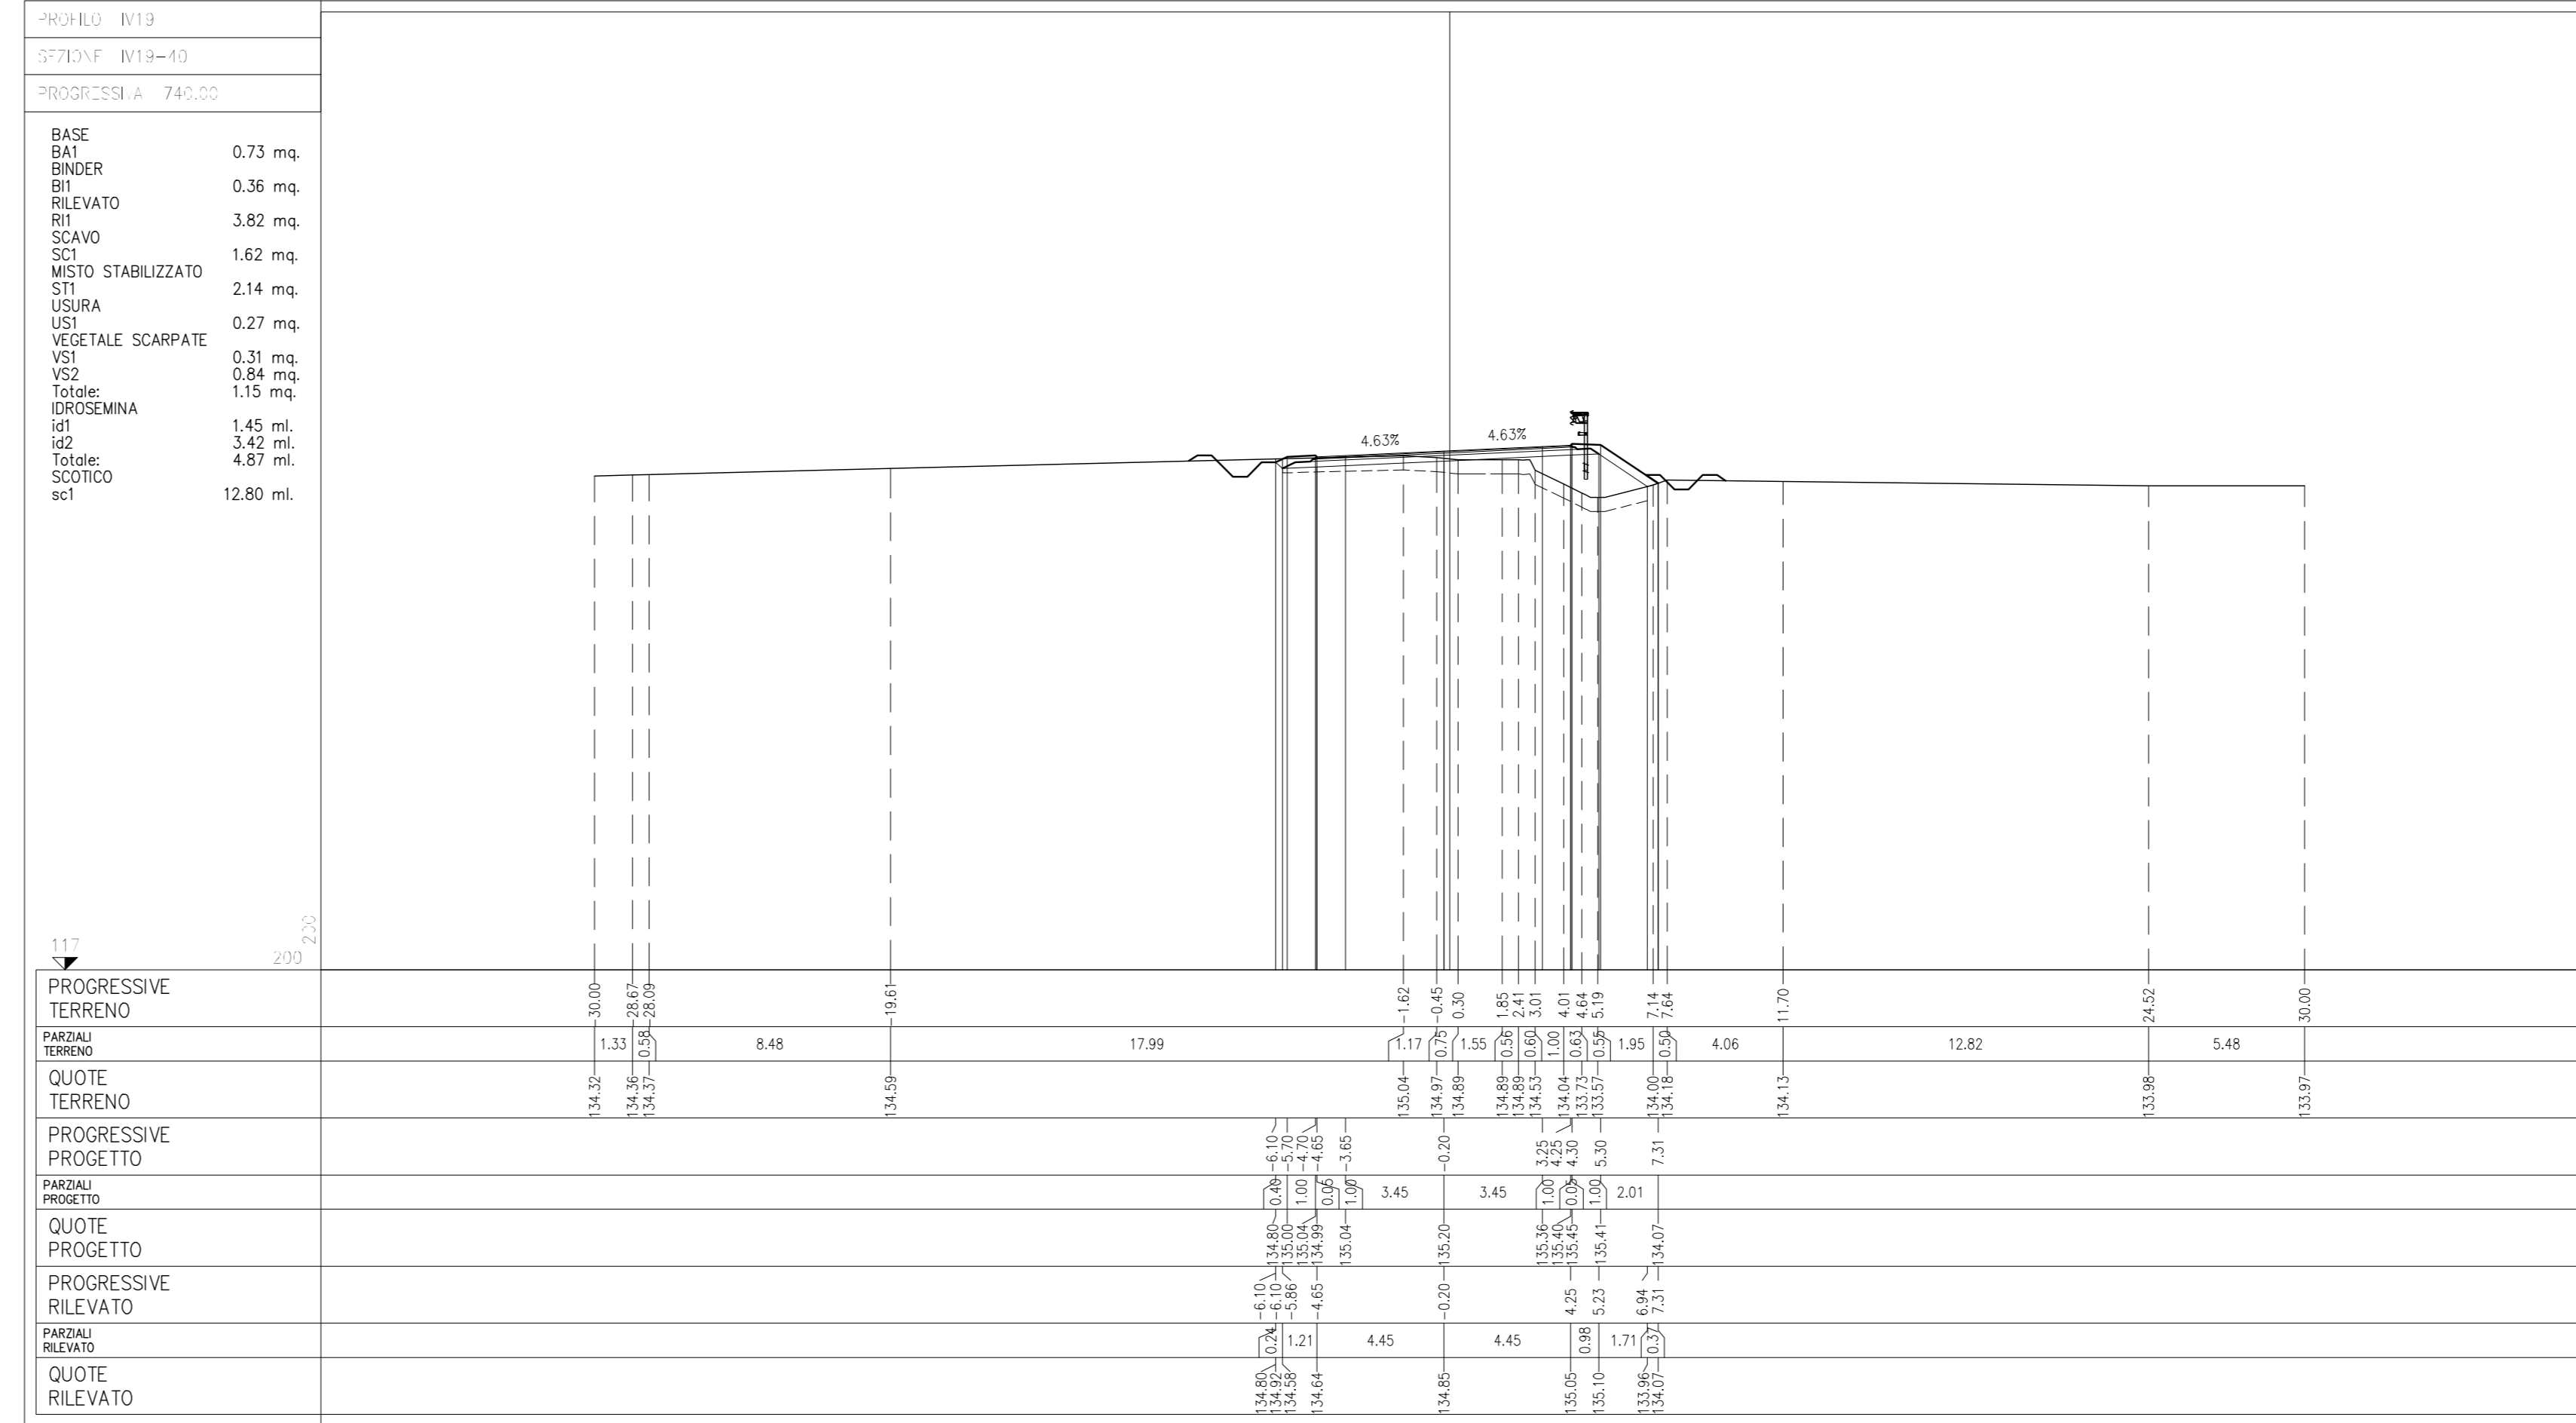 PROFILO IV19
SEZIONE IV19-40
PROGRESSIVA 740.00
BASE
BA1 0.73 mq.
BINDER
BI1 0.36 mq.
RILEVATO
RI1 3.82 mq.
SCAVO
SC1 1.62 mq.
MISTO STABILIZZATO
ST1 2.14 mq.
USURA
US1 0.27 mq.
VEGETALE SCARPATE
VS1 0.31 mq.
VS2 0.84 mq.
Totale: 1.15 mq.
IDROSEMINA
id1 1.45 ml.
id2 3.42 ml.
Totale: 4.87 ml.
SCOTICO
sc1 12.80 ml.
4.63% 4.63%
200
117 200
PROGRESSIVE
TERRENO
-30.00 -28.67 -28.09 -19.61 -1.62 -0.45 0.30 1.85 2.41 3.01 4.01 4.64 5.19 7.14 7.64 11.70 24.52 30.00
PARZIALI
TERRENO
1.33 0.58 8.48 17.99 1.17 0.75 1.55 0.56 0.60 1.00 0.63 0.55 1.95 0.50 4.06 12.82 5.48
QUOTE
TERRENO
134.32 134.36 134.37 134.59 135.04 134.97 134.89 134.89 134.89 134.53 134.04 133.73 133.57 134.00 134.18 134.13 133.98 133.97
PROGRESSIVE
PROGETTO
-6.10 -5.70 -4.70 -4.65 -3.65 -0.20 3.25 4.25 4.30 5.30 7.31
PARZIALI
PROGETTO
0.40 1.00 0.05 1.00 3.45 3.45 1.00 0.05 1.00 2.01
QUOTE
PROGETTO
134.80 135.00 135.04 134.99 135.04 135.20 135.36 135.40 135.45 135.41 134.07
PROGRESSIVE
RILEVATO
-6.10 -6.10 -5.86 -4.65 -0.20 4.25 5.23 6.94 7.31
PARZIALI
RILEVATO
0.24 1.21 4.45 4.45 0.98 1.71 0.37
QUOTE
RILEVATO
134.80 134.92 134.58 134.64 134.85 135.05 135.10 133.96 134.07